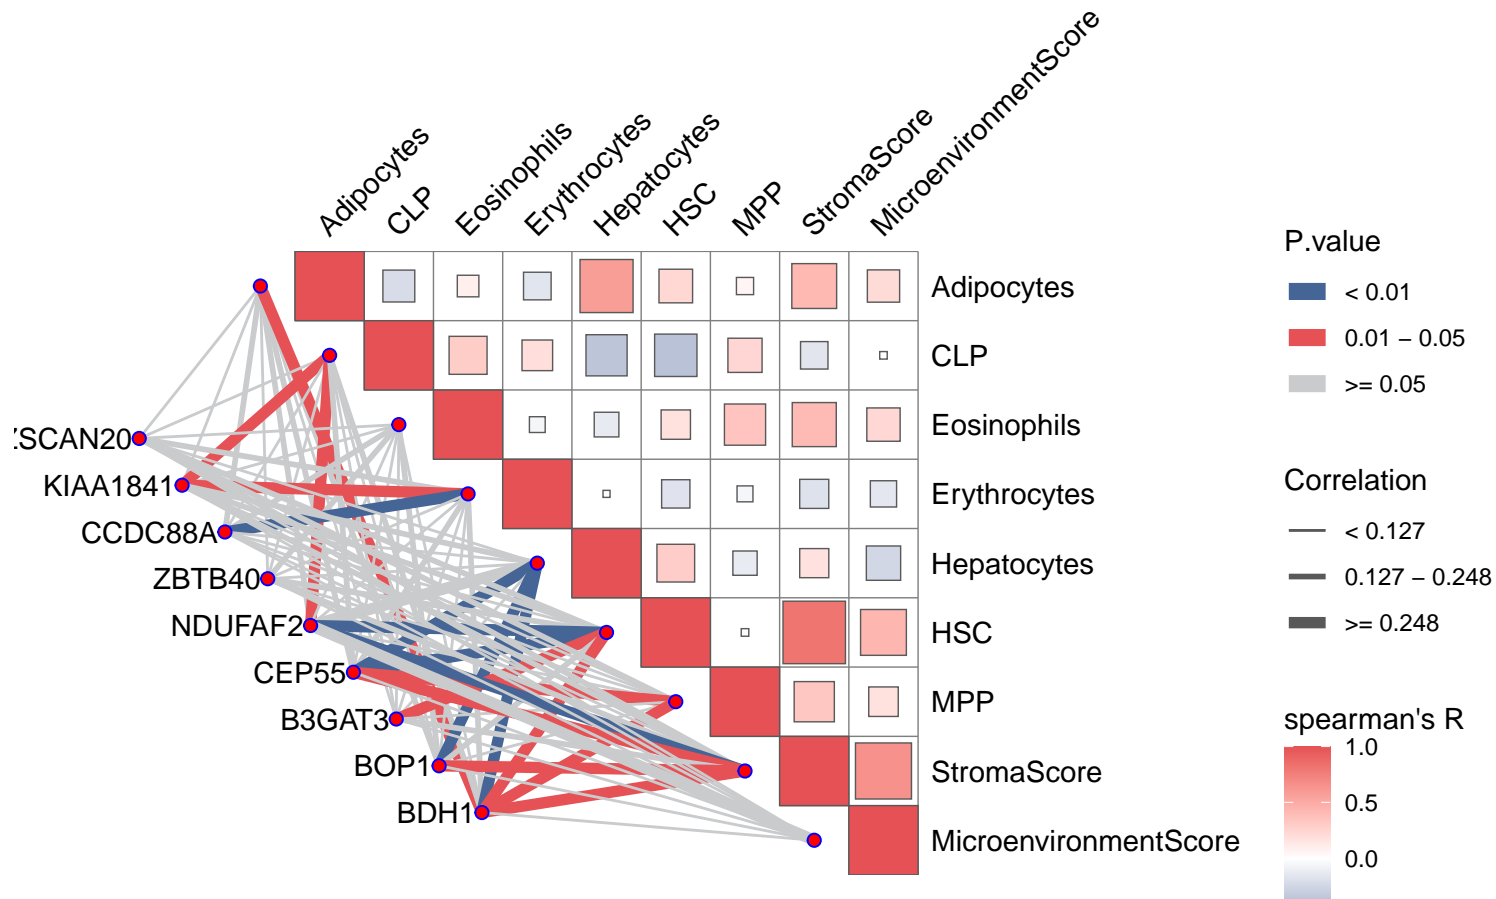 Adipocytes
CLP
Eosinophils
Erythrocytes
Hepatocytes
HSC
MPP
StromaScore
MicroenvironmentScore
Adipocytes
CLP
Eosinophils
Erythrocytes
Hepatocytes
HSC
MPP
StromaScore
MicroenvironmentScore
ZSCAN20
KIAA1841
CCDC88A
ZBTB40
NDUFAF2
CEP55
B3GAT3
BOP1
BDH1
P.value
< 0.01
0.01 − 0.05
>= 0.05
Correlation
< 0.127
0.127 − 0.248
>= 0.248
spearman's R
1.0
0.5
0.0